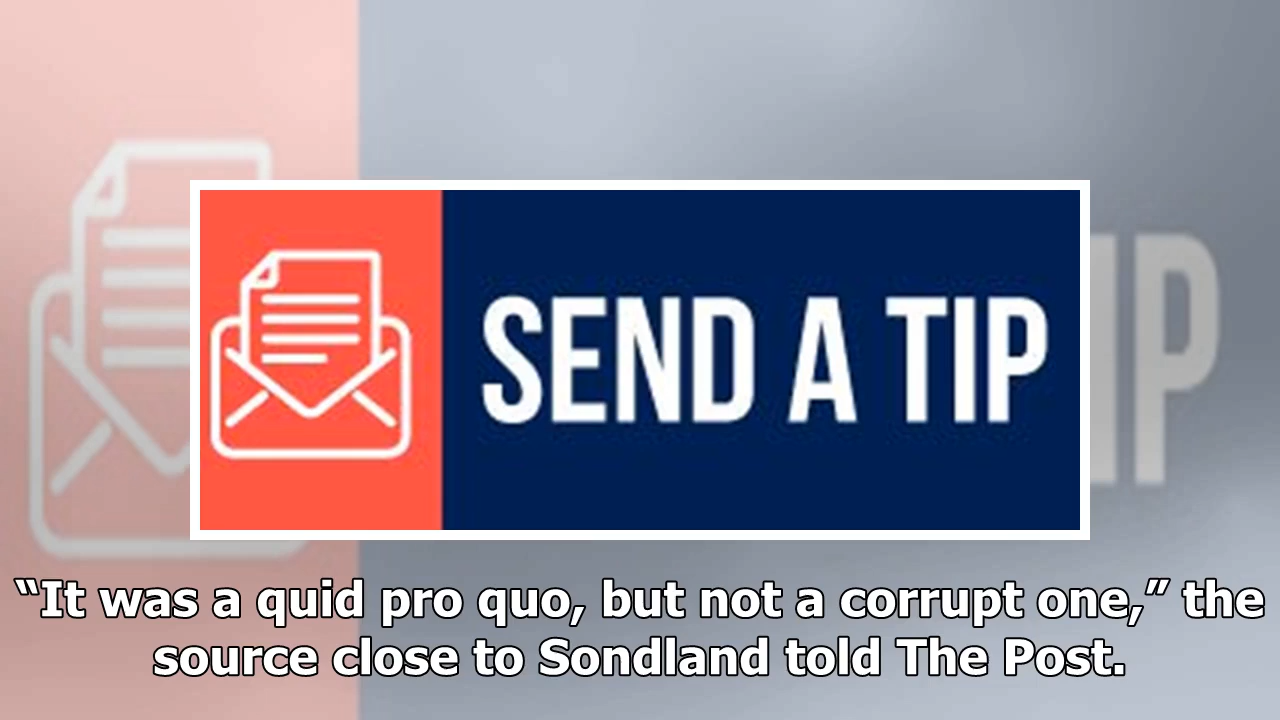 SEND A TIP
IP
“It was a quid pro quo, but not a corrupt one,” the
source close to Sondland told The Post.